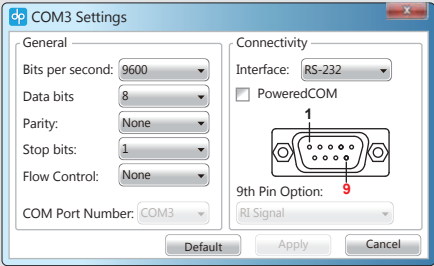 dp COM3 Settings
x
General
Bits per second: 9600
Data bits 8
Parity: None
Stop bits: 1
Flow Control: None
COM Port Number: COM3
Connectivity
Interface: RS-232
PoweredCOM
1
9
9th Pin Option:
RI Signal
Default Apply Cancel